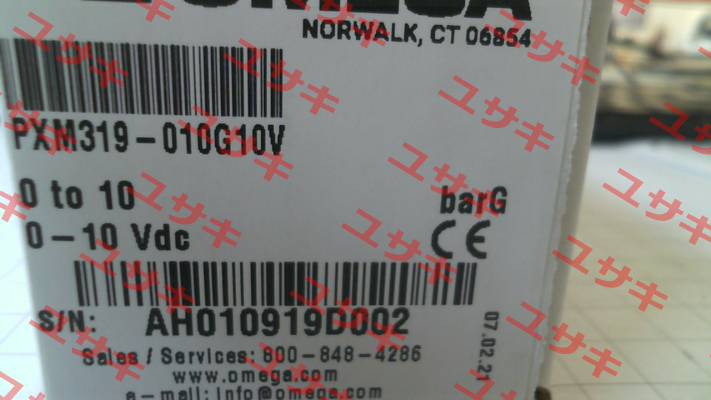 OMEGA
NORWALK, CT 06854
PXM319-010G10V
0 to 10 barG
0-10 Vdc CE
S/N: AH010919D002
07.02.21
Sales / Services: 800-848-4286
www.omega.com
e-mail: info@omega.com
ユサキ